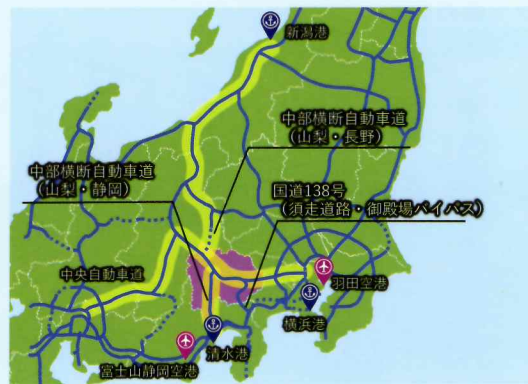 新潟港
中部横断自動車道
(山梨・長野)
中部横断自動車道
(山梨・静岡)
国道138号
(須走道路・御殿場バイパス)
中央自動車道
羽田空港
横浜港
清水港
富士山静岡空港